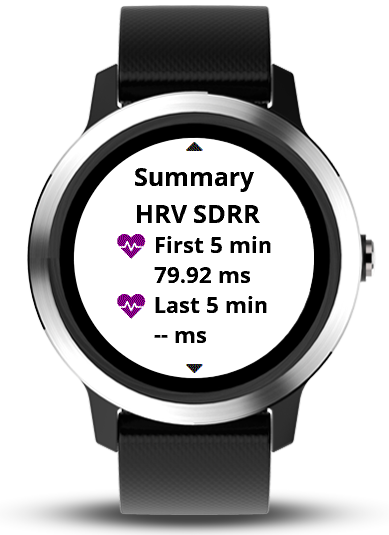 Summary
HRV SDRR
First 5 min
79.92 ms
Last 5 min
-- ms